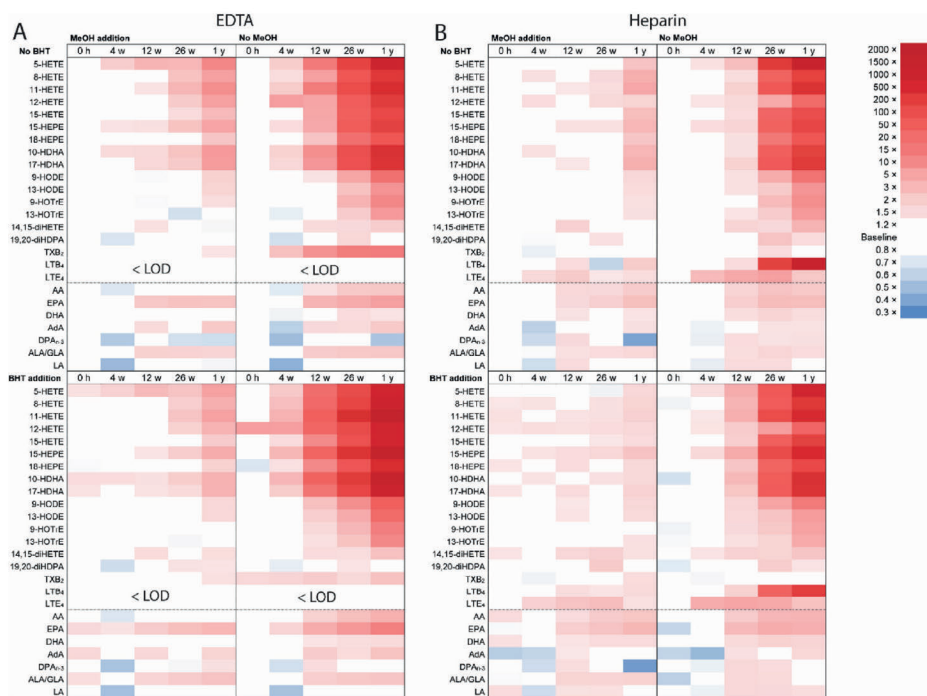 A
EDTA
MeOH addition
No MeOH
No BHT
0 h 4 w 12 w 26 w 1 y
0 h 4 w 12 w 26 w 1 y
5-HETE
8-HETE
11-HETE
12-HETE
15-HETE
15-HEPE
18-HEPE
10-HDHA
17-HDHA
9-HODE
13-HODE
9-HOTrE
13-HOTrE
14,15-diHETE
19,20-diHDPA
TXB₂
LTB₄
LTE₄
< LOD
< LOD
AA
EPA
DHA
AdA
DPAn-3
ALA/GLA
LA
BHT addition
0 h 4 w 12 w 26 w 1 y
0 h 4 w 12 w 26 w 1 y
5-HETE
8-HETE
11-HETE
12-HETE
15-HETE
15-HEPE
18-HEPE
10-HDHA
17-HDHA
9-HODE
13-HODE
9-HOTrE
13-HOTrE
14,15-diHETE
19,20-diHDPA
TXB₂
LTB₄
LTE₄
< LOD
< LOD
AA
EPA
DHA
AdA
DPAn-3
ALA/GLA
LA
B
Heparin
MeOH addition
No MeOH
No BHT
0 h 4 w 12 w 26 w 1 y
0 h 4 w 12 w 26 w 1 y
5-HETE
8-HETE
11-HETE
12-HETE
15-HETE
15-HEPE
18-HEPE
10-HDHA
17-HDHA
9-HODE
13-HODE
9-HOTrE
13-HOTrE
14,15-diHETE
19,20-diHDPA
TXB₂
LTB₄
LTE₄
AA
EPA
DHA
AdA
DPAn-3
ALA/GLA
LA
BHT addition
0 h 4 w 12 w 26 w 1 y
0 h 4 w 12 w 26 w 1 y
5-HETE
8-HETE
11-HETE
12-HETE
15-HETE
15-HEPE
18-HEPE
10-HDHA
17-HDHA
9-HODE
13-HODE
9-HOTrE
13-HOTrE
14,15-diHETE
19,20-diHDPA
TXB₂
LTB₄
LTE₄
AA
EPA
DHA
AdA
DPAn-3
ALA/GLA
LA
2000 ×
1500 ×
1000 ×
500 ×
200 ×
100 ×
50 ×
20 ×
15 ×
10 ×
5 ×
3 ×
2 ×
1.5 ×
1.2 ×
Baseline
0.8 ×
0.7 ×
0.6 ×
0.5 ×
0.4 ×
0.3 ×